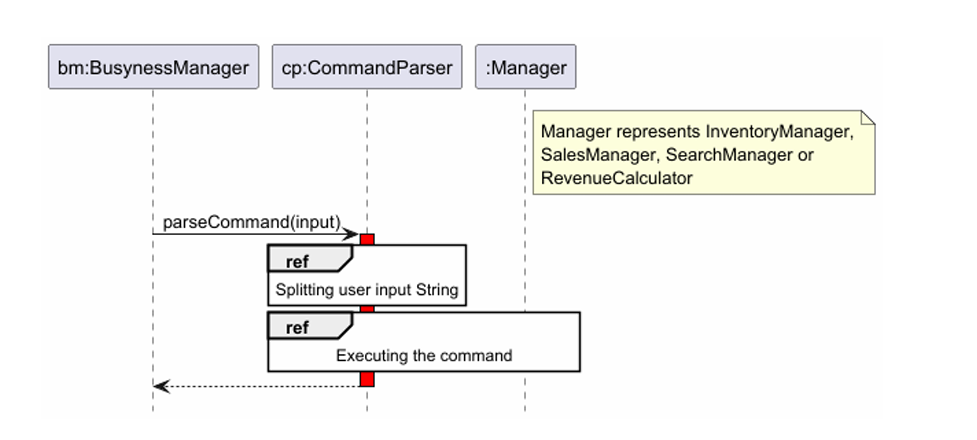 bm:BusynessManager
cp:CommandParser
:Manager
Manager represents InventoryManager,
SalesManager, SearchManager or
RevenueCalculator
parseCommand(input)
ref
Splitting user input String
ref
Executing the command